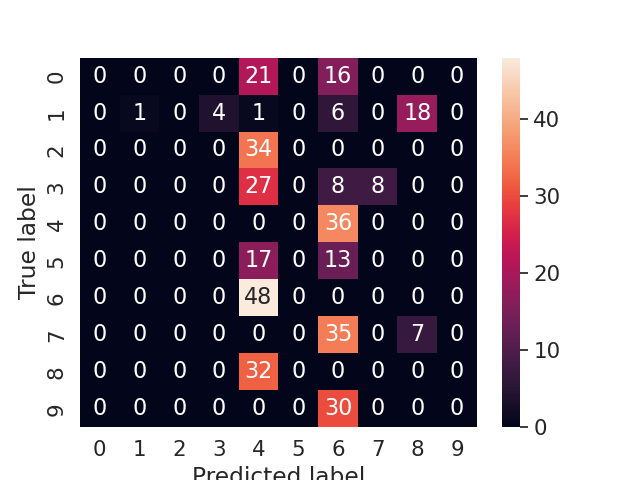 0 0 0 0 0 21 0 16 0 0 0
1 0 1 0 4 1 0 6 0 18 0
2 0 0 0 0 34 0 0 0 0 0
3 0 0 0 0 27 0 8 8 0 0
4 0 0 0 0 0 0 36 0 0 0
5 0 0 0 0 17 0 13 0 0 0
6 0 0 0 0 48 0 0 0 0 0
7 0 0 0 0 0 0 35 0 7 0
8 0 0 0 0 32 0 0 0 0 0
9 0 0 0 0 0 0 30 0 0 0
0 1 2 3 4 5 6 7 8 9
Predicted label
True label
40
30
20
10
0